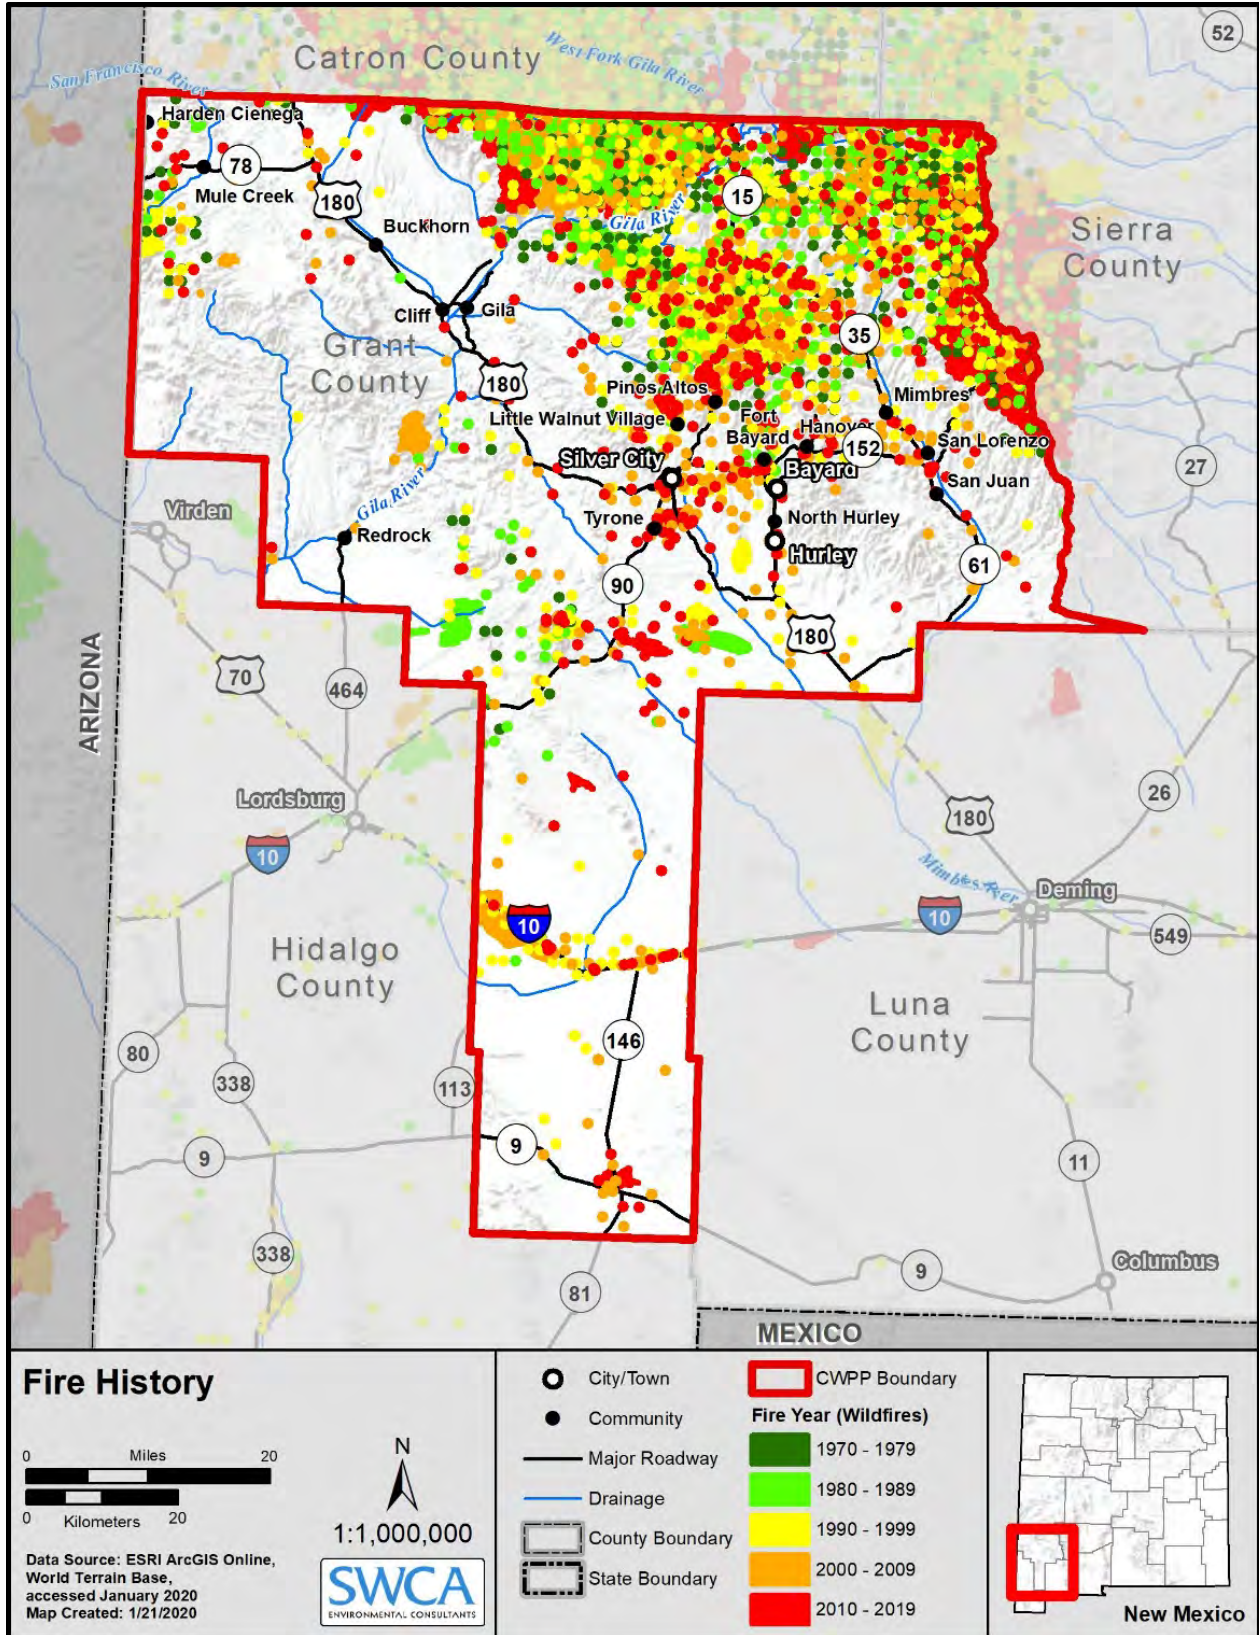 52
Catron County
West Fork Gila River
San Francisco River
Harden Cienega
78
Mule Creek
180
15
Gila River
Buckhorn
Sierra
County
Cliff
Gila
Grant
County
35
180
Pinos Altos
Mimbres
Little Walnut Village
Fort
Bayard
Hanover
152
San Lorenzo
Silver City
Bayard
27
San Juan
Gila River
Virden
Tyrone
North Hurley
Redrock
Hurley
90
61
180
ARIZONA
70
464
Lordsburg
26
180
10
Mimbres River
Deming
10
10
549
Hidalgo
County
Luna
County
80
146
338
113
9
9
11
338
Columbus
9
81
MEXICO
Fire History
0 Miles 20
0 Kilometers 20
N
1:1,000,000
Data Source: ESRI ArcGIS Online,
World Terrain Base,
accessed January 2020
Map Created: 1/21/2020
SWCA
ENVIRONMENTAL CONSULTANTS
City/Town
Community
Major Roadway
Drainage
County Boundary
State Boundary
CWPP Boundary
Fire Year (Wildfires)
1970 - 1979
1980 - 1989
1990 - 1999
2000 - 2009
2010 - 2019
New Mexico